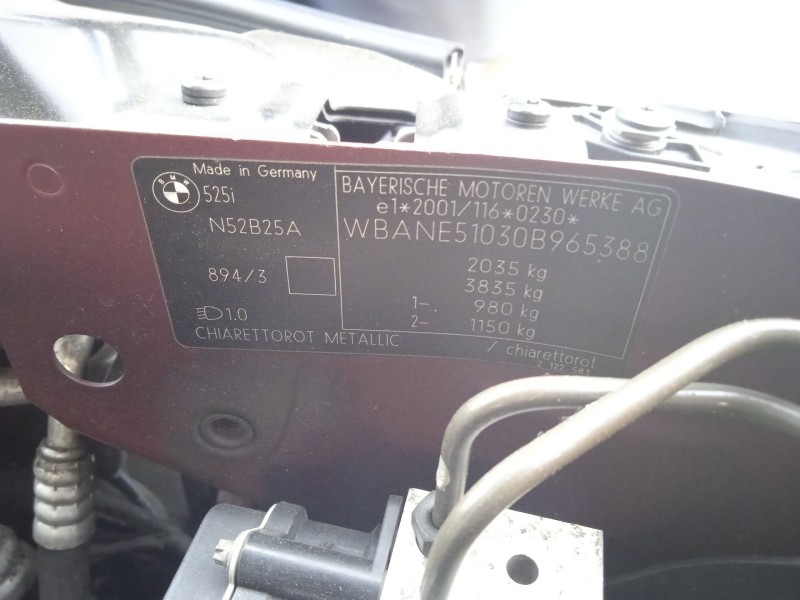 Made in Germany
BMW
525i
N52B25A
894/3
1.0
CHIARETTOROT METALLIC
BAYERISCHE MOTOREN WERKE AG
e1*2001/116*0230*
WBANE51030B965388
2035 kg
3835 kg
1-. 980 kg
2- 1150 kg
/ chiarettorot